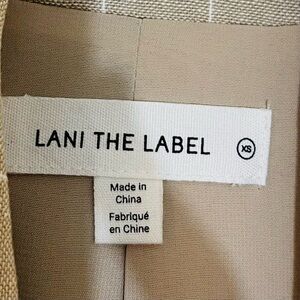 LANI THE LABEL XS
Made in
China
Fabriqué
en Chine